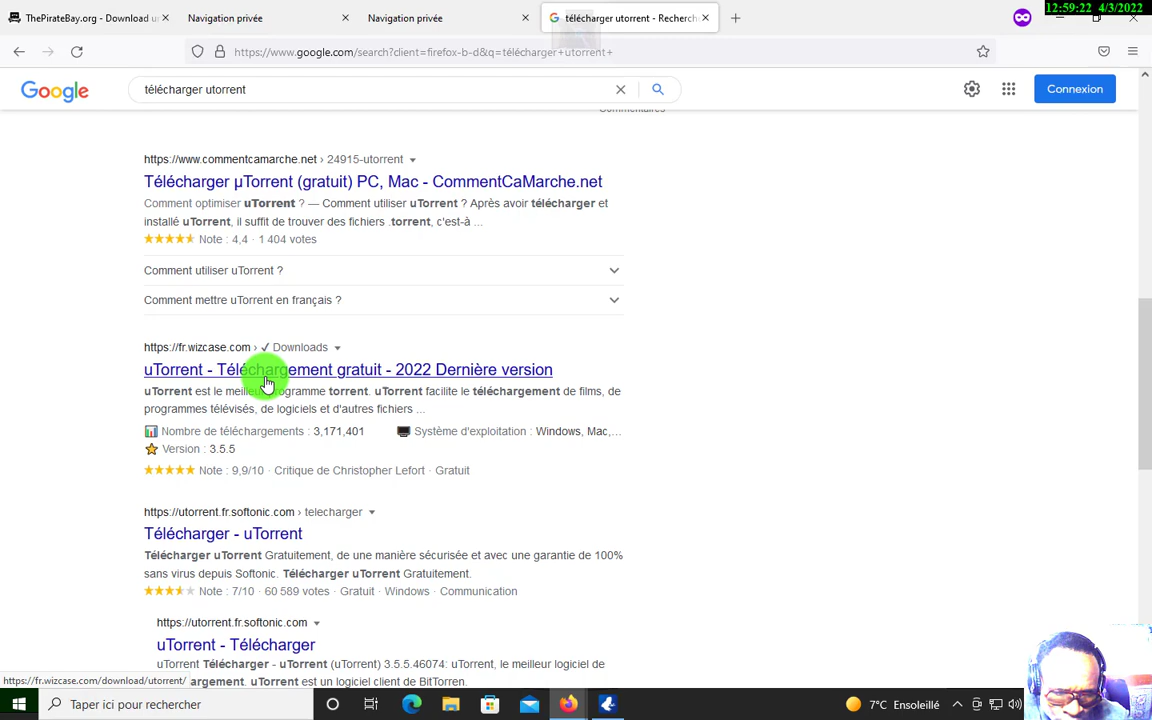 12:59:22 4/3/2022
ThePirateBay.org - Download u
Navigation privée
Navigation privée
télécharger utorrent - Recherch
https://www.google.com/search?client=firefox-b-d&q=télécharger+utorrent+
Google
télécharger utorrent
Connexion
Commentaires
https://www.commentcamarche.net › 24915-utorrent
Télécharger µTorrent (gratuit) PC, Mac - CommentCaMarche.net
Comment optimiser uTorrent ? — Comment utiliser uTorrent ? Après avoir télécharger et
installé uTorrent, il suffit de trouver des fichiers .torrent, c'est-à ...
Note : 4,4 · 1 404 votes
Comment utiliser uTorrent ?
Comment mettre uTorrent en français ?
https://fr.wizcase.com › ✓ Downloads
uTorrent - Téléchargement gratuit - 2022 Dernière version
uTorrent est le meilleur programme torrent. uTorrent facilite le téléchargement de films, de
programmes télévisés, de logiciels et d'autres fichiers ...
Nombre de téléchargements : 3,171,401
Système d'exploitation : Windows, Mac,...
Version : 3.5.5
Note : 9,9/10 · Critique de Christopher Lefort · Gratuit
https://utorrent.fr.softonic.com › telecharger
Télécharger - uTorrent
Télécharger uTorrent Gratuitement, de une manière sécurisée et avec une garantie de 100%
sans virus depuis Softonic. Télécharger uTorrent Gratuitement.
Note : 7/10 · 60 589 votes · Gratuit · Windows · Communication
https://utorrent.fr.softonic.com
uTorrent - Télécharger
uTorrent Télécharger - uTorrent (uTorrent) 3.5.5.46074: uTorrent, le meilleur logiciel de
https://fr.wizcase.com/download/utorrent/
argement. uTorrent est un logiciel client de BitTorren.
Taper ici pour rechercher
7°C Ensoleillé